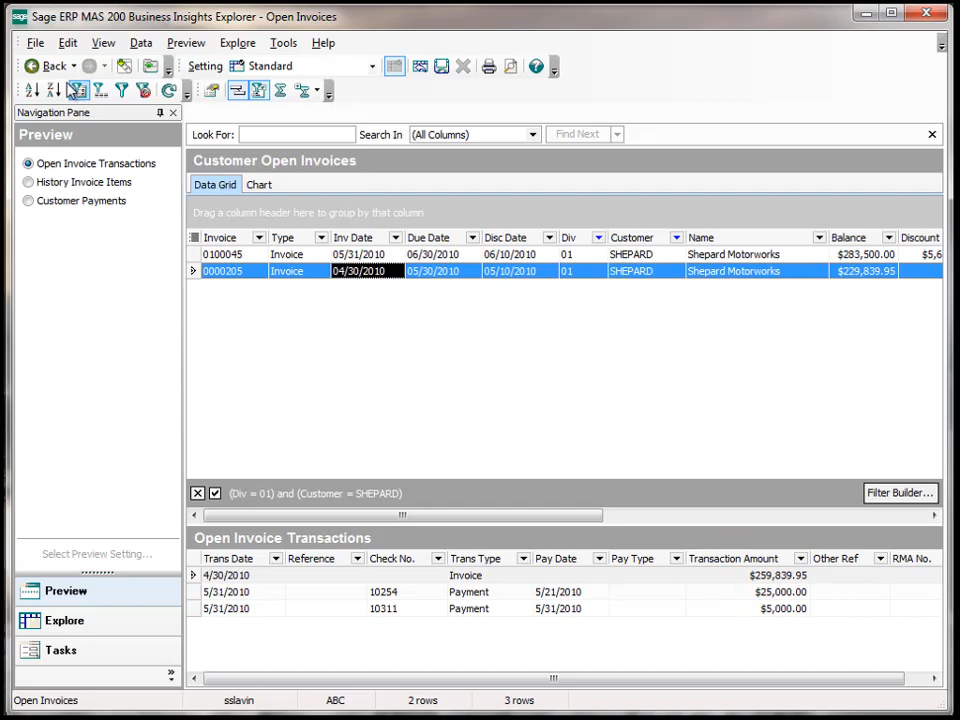 sage Sage ERP MAS 200 Business Insights Explorer - Open Invoices
File Edit View Data Preview Explore Tools Help
Back Setting Standard
Navigation Pane
Preview
Open Invoice Transactions
History Invoice Items
Customer Payments
Select Preview Setting...
Preview
Explore
Tasks
Look For: Search In (All Columns) Find Next
Customer Open Invoices
Data Grid Chart
Drag a column header here to group by that column
Invoice Type Inv Date Due Date Disc Date Div Customer Name Balance Discount
0100045 Invoice 05/31/2010 06/30/2010 06/10/2010 01 SHEPARD Shepard Motorworks $283,500.00 $5,6
0000205 Invoice 04/30/2010 05/30/2010 05/10/2010 01 SHEPARD Shepard Motorworks $229,839.95
(Div = 01) and (Customer = SHEPARD) Filter Builder...
Open Invoice Transactions
Trans Date Reference Check No. Trans Type Pay Date Pay Type Transaction Amount Other Ref RMA No.
4/30/2010 Invoice $259,839.95
5/31/2010 10254 Payment 5/21/2010 $25,000.00
5/31/2010 10311 Payment 5/31/2010 $5,000.00
Open Invoices sslavin ABC 2 rows 3 rows